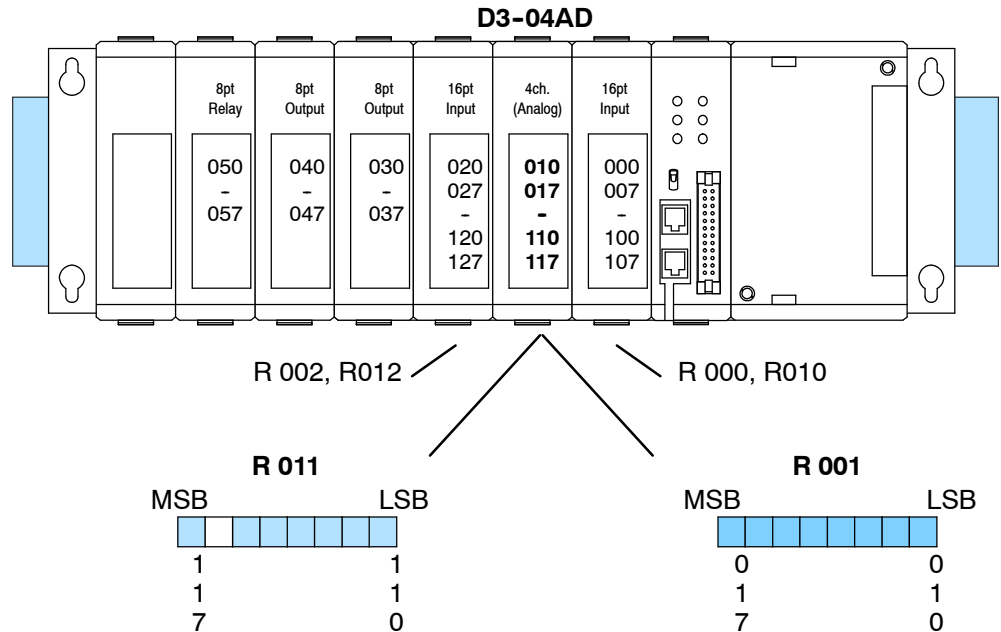 D3-04AD
8pt
Relay
8pt
Output
8pt
Output
16pt
Input
4ch.
(Analog)
16pt
Input
050
-
057
040
-
047
030
-
037
020
027
-
120
127
010
017
-
110
117
000
007
-
100
107
R 002, R012
R 000, R010
R 011
MSB LSB
1 1
1 1
7 0
R 001
MSB LSB
0 0
1 1
7 0